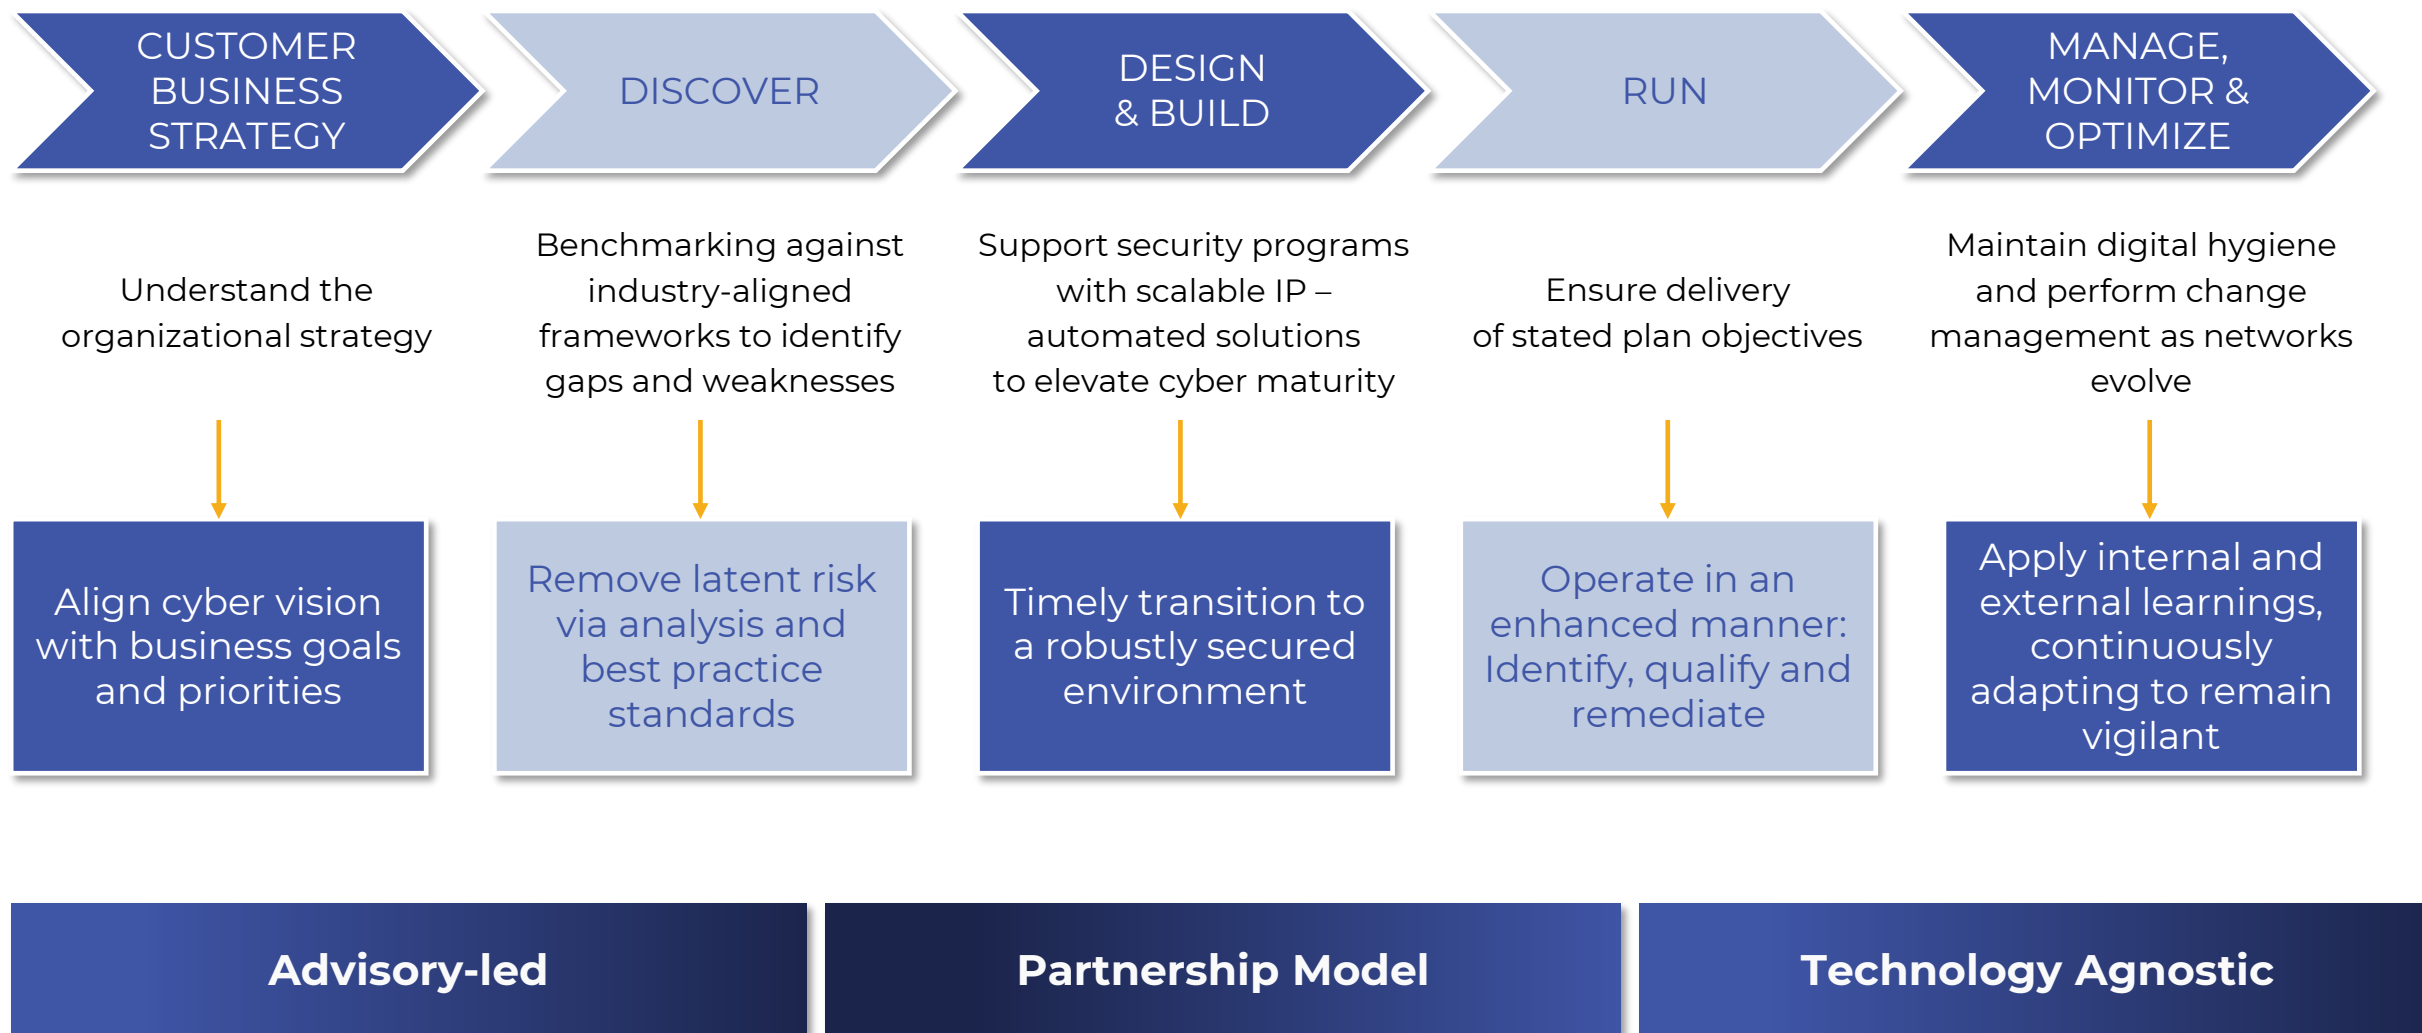 CUSTOMER
BUSINESS
STRATEGY
DISCOVER
DESIGN
& BUILD
RUN
MANAGE,
MONITOR &
OPTIMIZE
Understand the
organizational strategy
Benchmarking against
industry-aligned
frameworks to identify
gaps and weaknesses
Support security programs
with scalable IP –
automated solutions
to elevate cyber maturity
Ensure delivery
of stated plan objectives
Maintain digital hygiene
and perform change
management as networks
evolve
Align cyber vision
with business goals
and priorities
Remove latent risk
via analysis and
best practice
standards
Timely transition to
a robustly secured
environment
Operate in an
enhanced manner:
Identify, qualify and
remediate
Apply internal and
external learnings,
continuously
adapting to remain
vigilant
Advisory-led
Partnership Model
Technology Agnostic